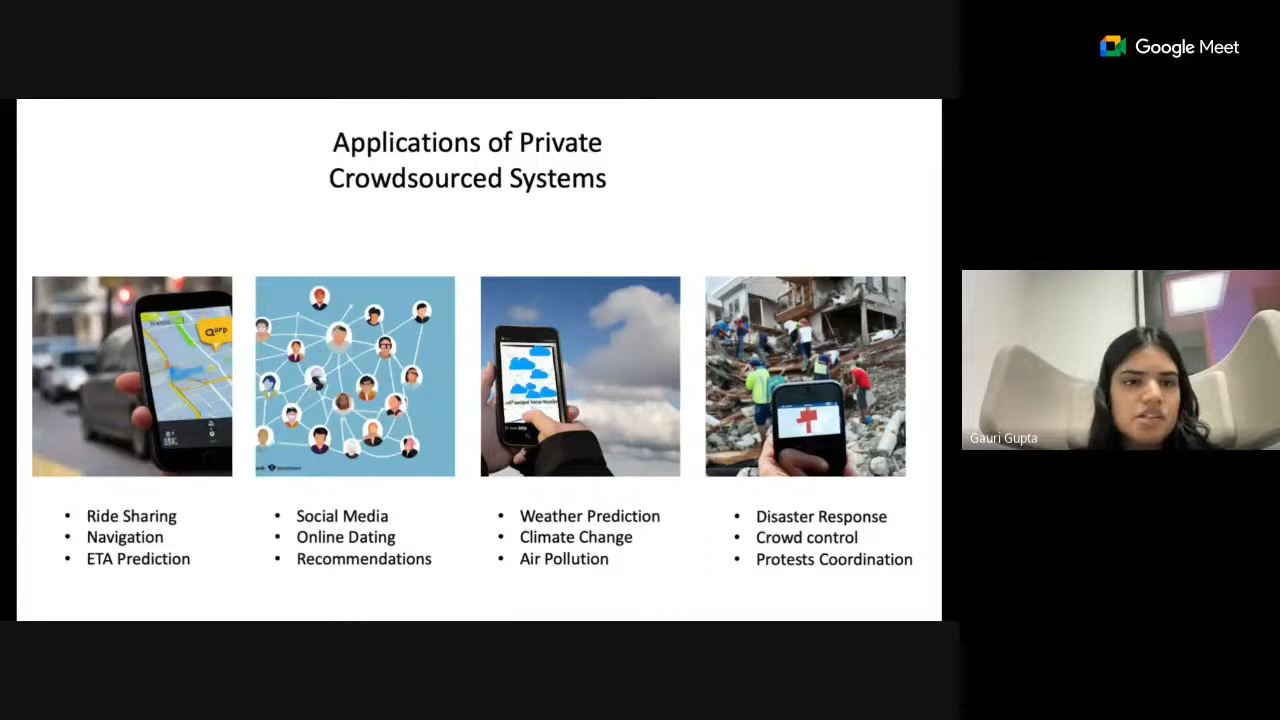 Google Meet
Applications of Private
Crowdsourced Systems
• Ride Sharing
• Navigation
• ETA Prediction
• Social Media
• Online Dating
• Recommendations
• Weather Prediction
• Climate Change
• Air Pollution
• Disaster Response
• Crowd control
• Protests Coordination
Gauri Gupta